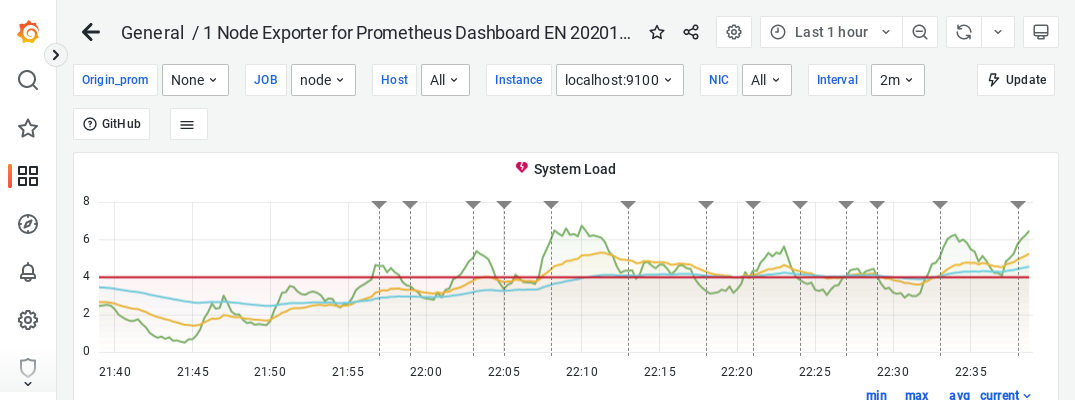 General / 1 Node Exporter for Prometheus Dashboard EN 20201...
Last 1 hour
Origin_prom None JOB node Host All Instance localhost:9100 NIC All Interval 2m Update
GitHub
System Load
8
6
4
2
0
21:40 21:45 21:50 21:55 22:00 22:05 22:10 22:15 22:20 22:25 22:30 22:35
min max avg current